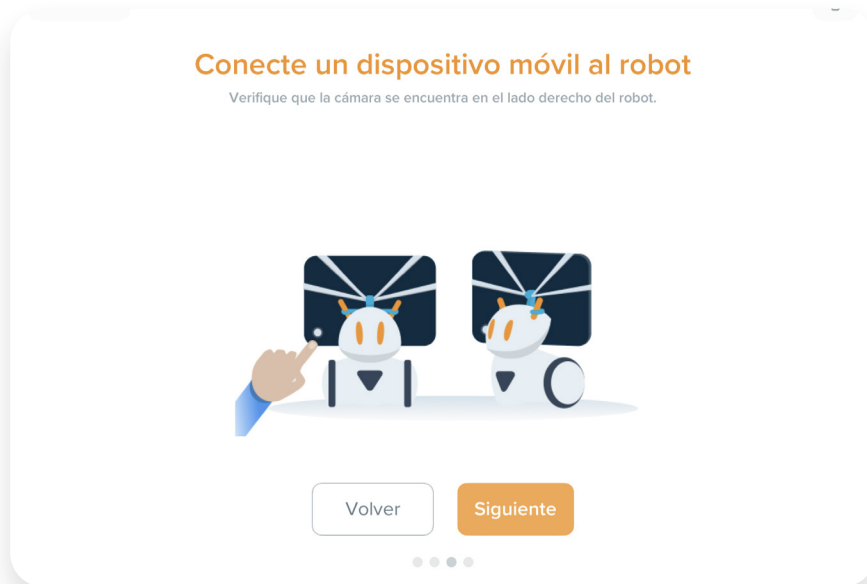 Conecte un dispositivo móvil al robot
Verifique que la cámara se encuentra en el lado derecho del robot.
Volver
Siguiente